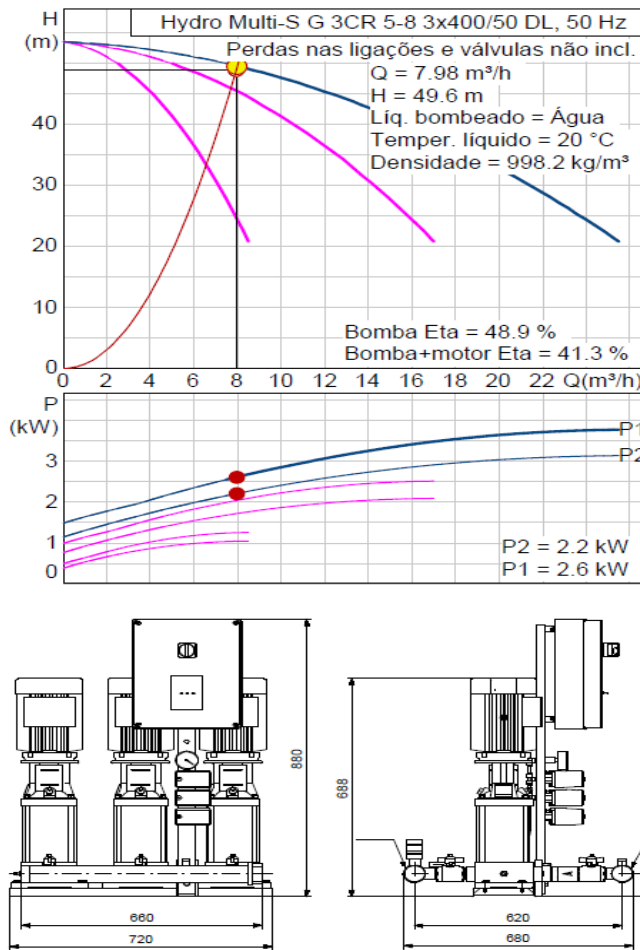 H
(m)
Hydro Multi-S G 3CR 5-8 3x400/50 DL, 50 Hz
Perdas nas ligações e válvulas não incl.
Q = 7.98 m³/h
H = 49.6 m
Líq. bombeado = Água
Temper. líquido = 20 °C
Densidade = 998.2 kg/m³
40
30
20
10
0
Bomba Eta = 48.9 %
Bomba+motor Eta = 41.3 %
0 2 4 6 8 10 12 14 16 18 20 22 Q(m³/h)
P
(kW)
3
2
1
0
P1
P2
P2 = 2.2 kW
P1 = 2.6 kW
880
688
660
720
620
680